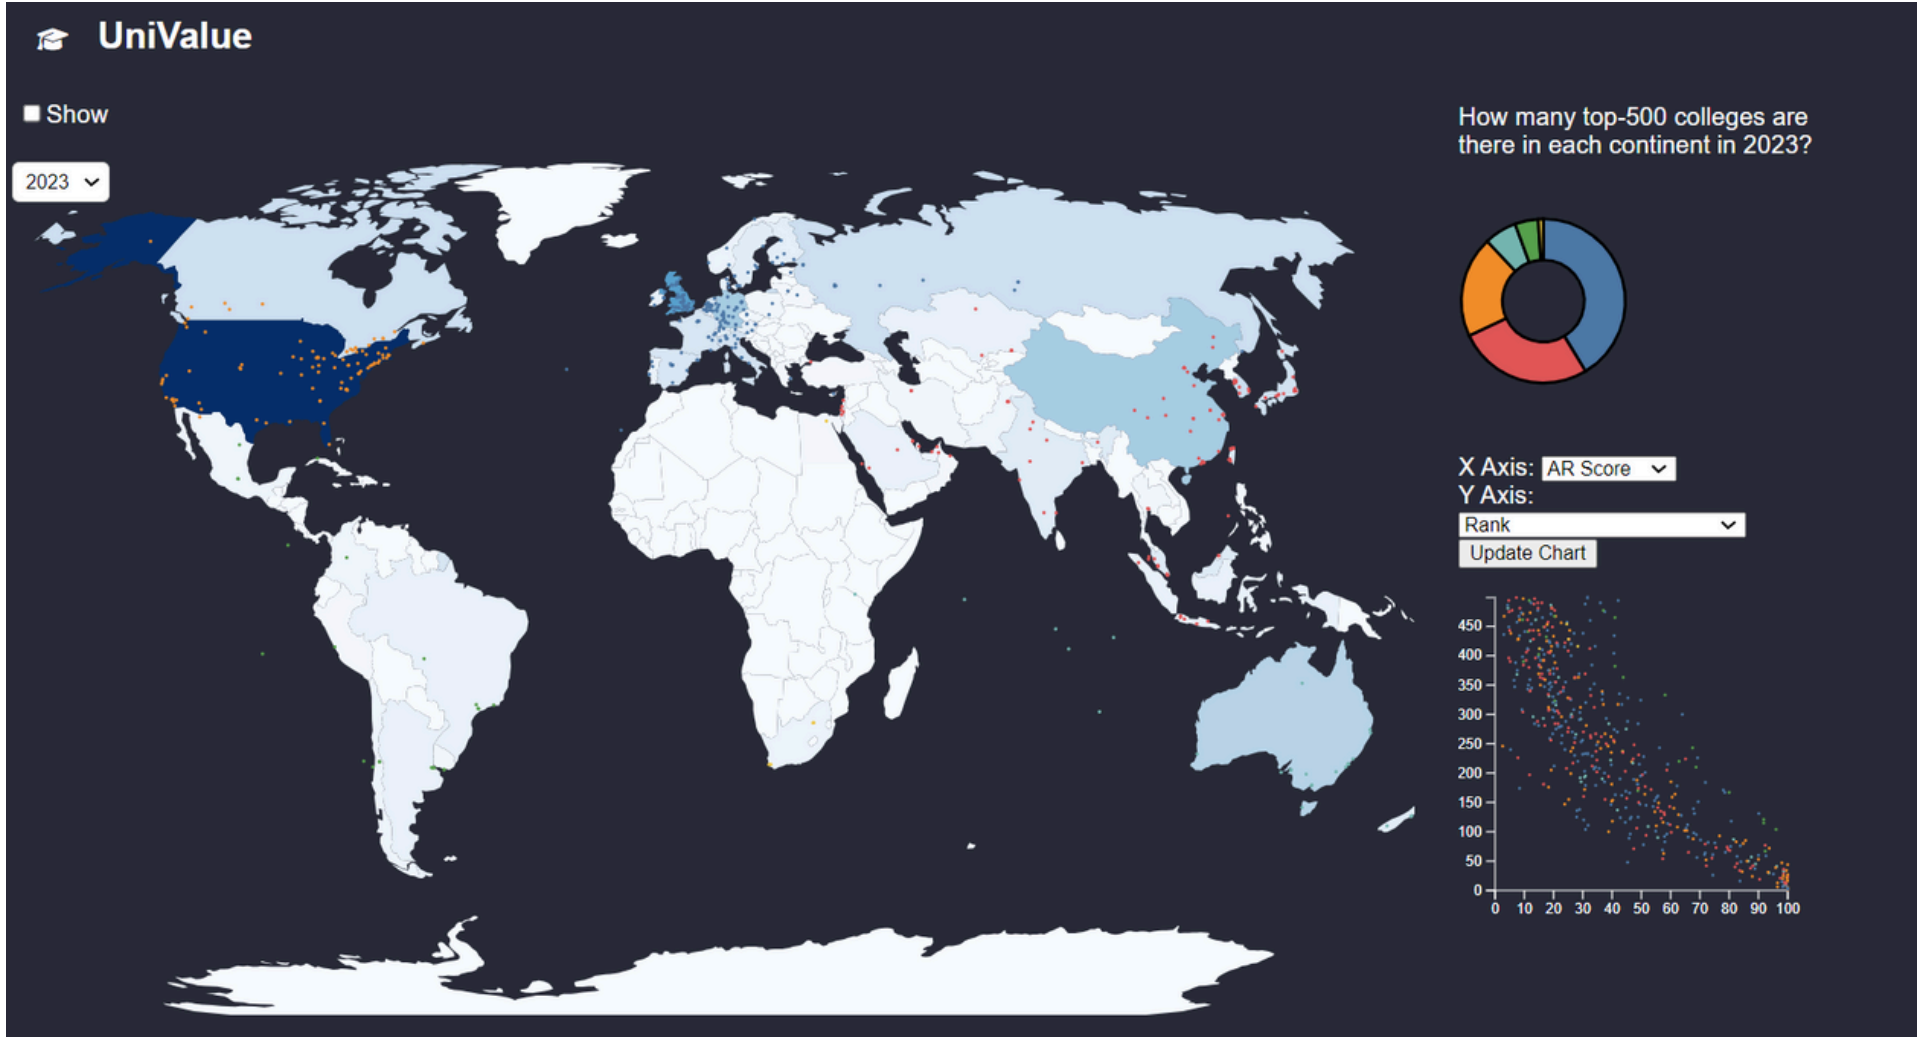 UniValue
Show
2023
How many top-500 colleges are
there in each continent in 2023?
X Axis: AR Score
Y Axis:
Rank
Update Chart
450
400
350
300
250
200
150
100
50
0
0 10 20 30 40 50 60 70 80 90 100